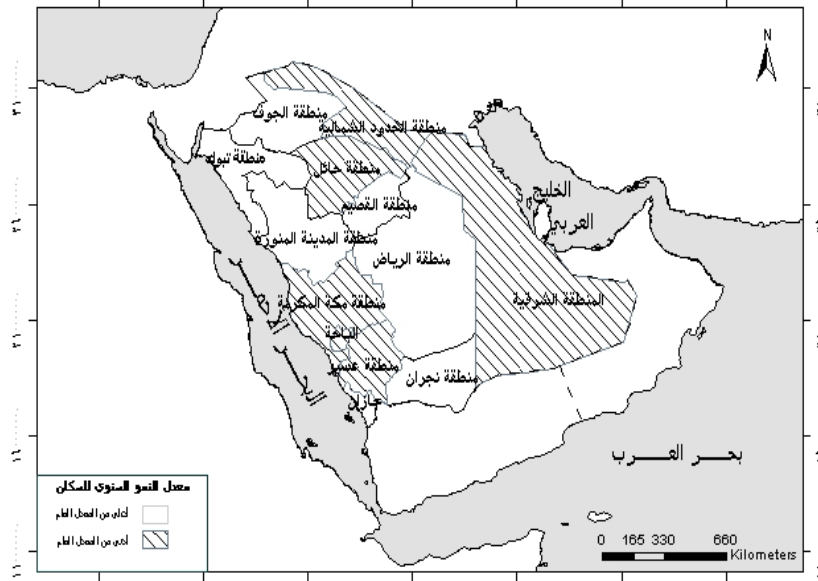 N
منطقة الجوف
منطقة الحدود الشمالية
منطقة تبوك
منطقة حائل
منطقة القصيم
الخليج
العربي
منطقة المدينة المنورة
منطقة الرياض
منطقة مكة المكرمة
المنطقة الشرقية
البحر الأحمر
الباحة
منطقة عسير
منطقة نجران
جازان
بحر العرب
معدل النمو السنوي للسكان
أعلى من المعدل العام
أدنى من المعدل العام
0 165 330 660
Kilometers